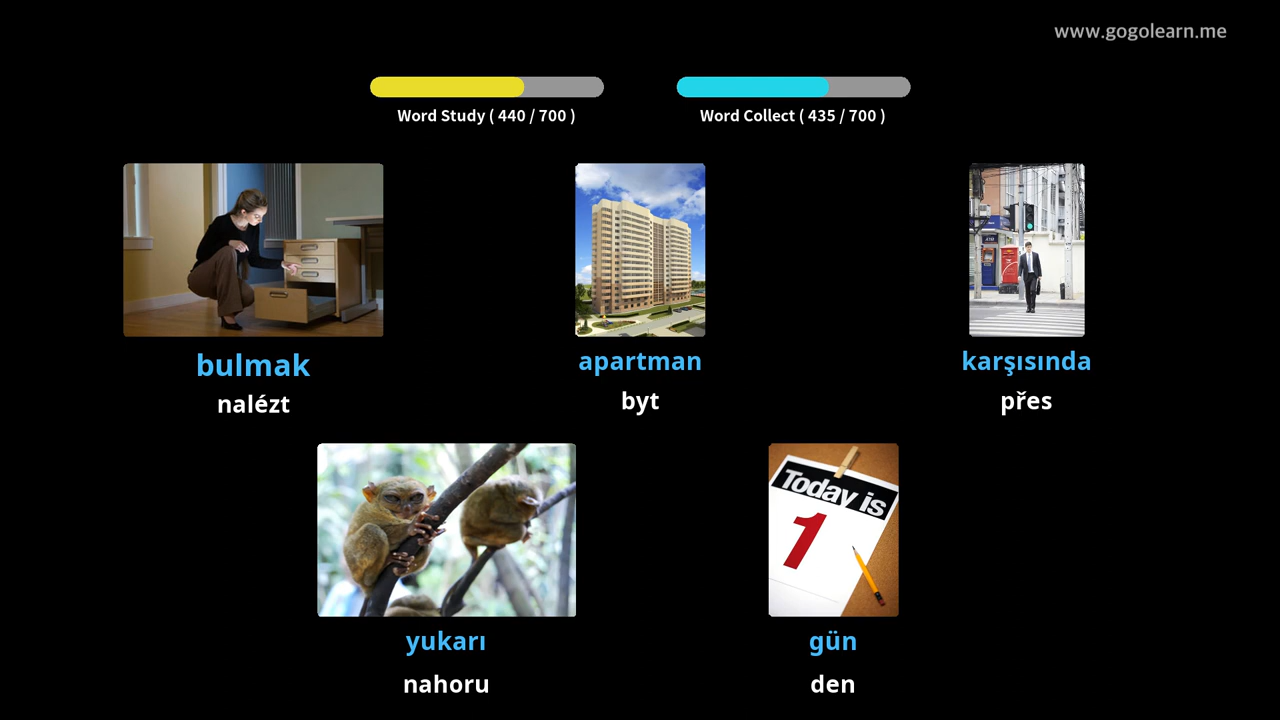 www.gogolearn.me
Word Study ( 440 / 700 )
Word Collect ( 435 / 700 )
bulmak
nalézt
apartman
byt
karşısında
přes
Today is
1
yukarı
nahoru
gün
den